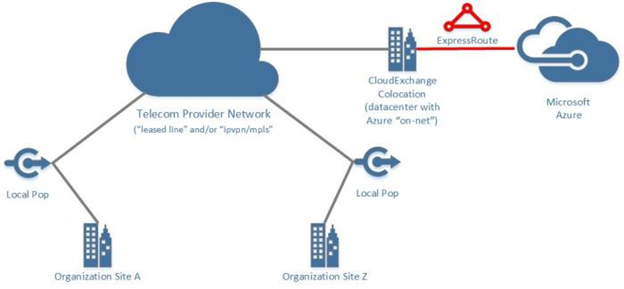 ExpressRoute
CloudExchange
Colocation
(datacenter with
Azure "on-net")
Microsoft
Azure
Telecom Provider Network
("leased line" and/or "ipvpn/mpls"
Local Pop
Local Pop
Organization Site A
Organization Site Z